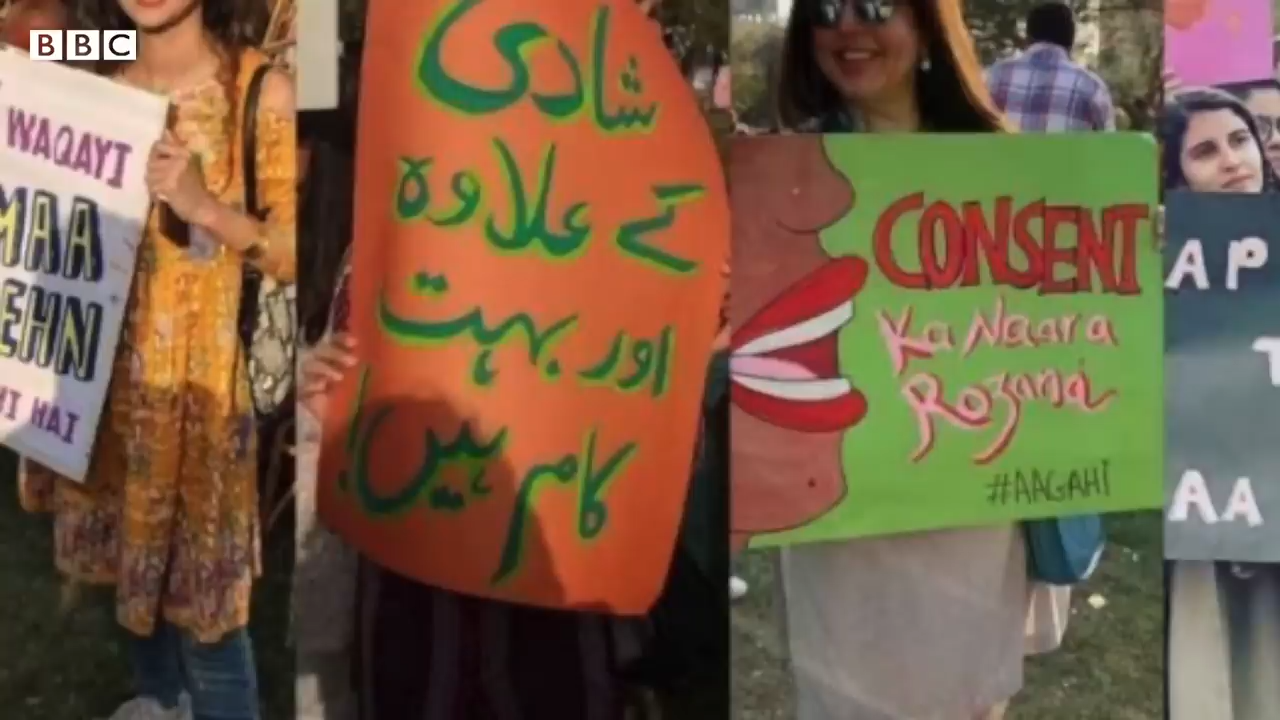 BBC
WAQAYI
MAA
EHN
HI HAI
شادی
کے علاوہ
اور بہت
کام ہیں!
CONSENT
Ka Naara
Rozana
#AAGAHI
AP
T
AA